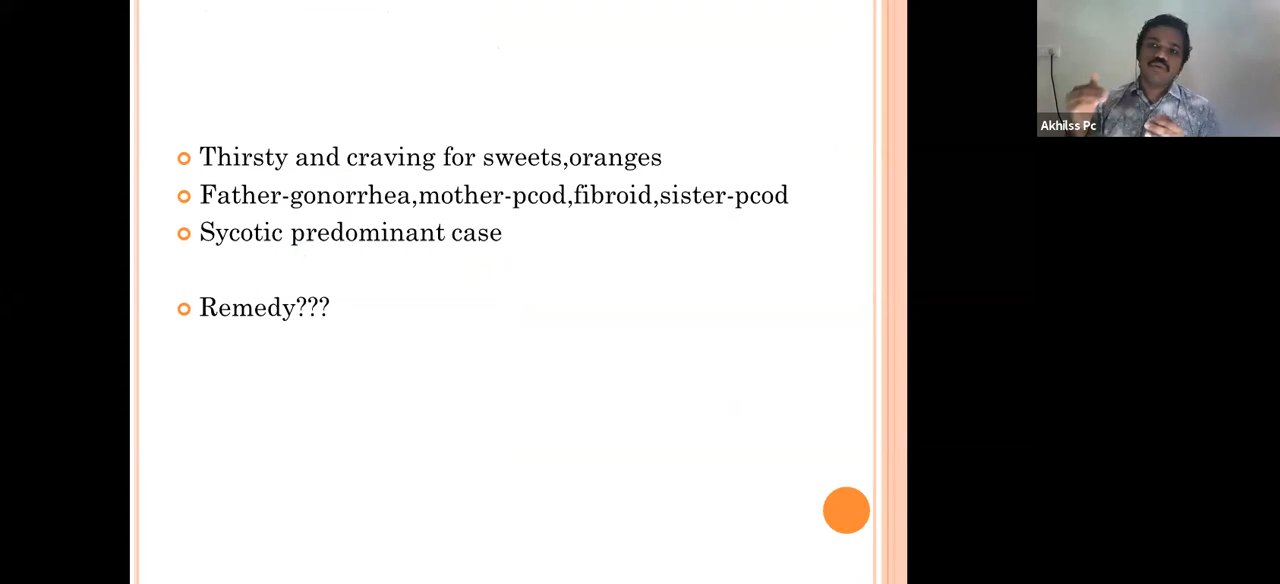 Thirsty and craving for sweets,oranges
Father-gonorrhea,mother-pcod,fibroid,sister-pcod
Sycotic predominant case
Remedy???
Akhilss Pc